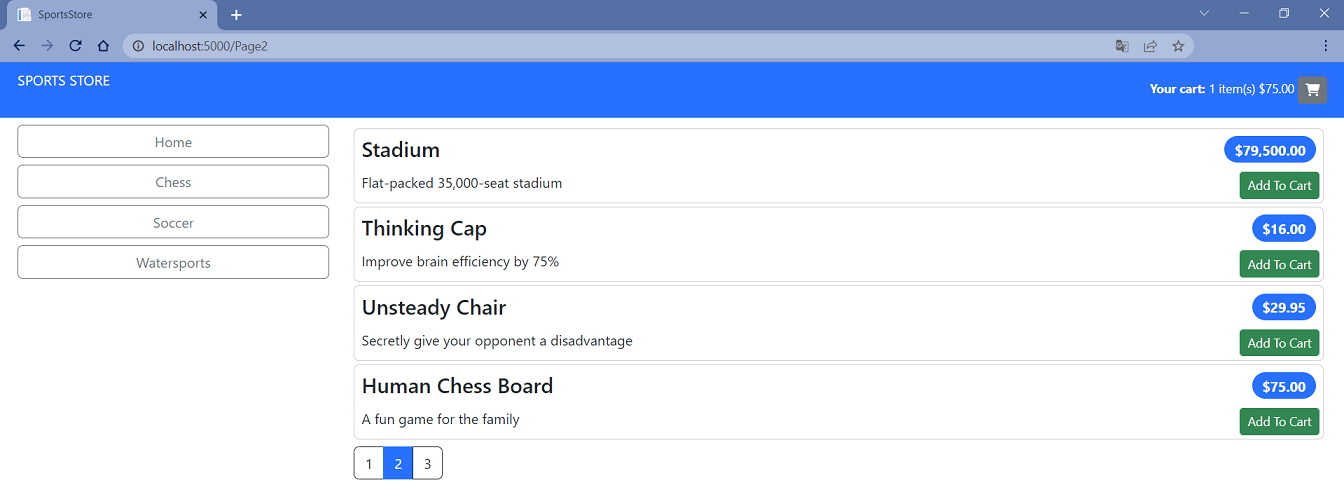 SportsStore
localhost:5000/Page2
SPORTS STORE
Your cart: 1 item(s) $75.00
Home
Chess
Soccer
Watersports
Stadium
$79,500.00
Flat-packed 35,000-seat stadium
Add To Cart
Thinking Cap
$16.00
Improve brain efficiency by 75%
Add To Cart
Unsteady Chair
$29.95
Secretly give your opponent a disadvantage
Add To Cart
Human Chess Board
$75.00
A fun game for the family
Add To Cart
1 2 3